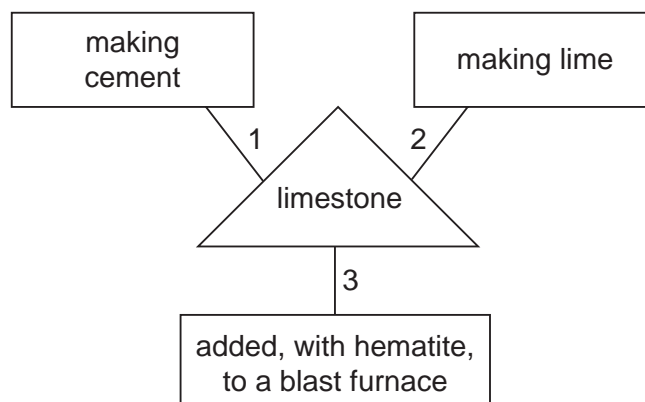 making
cement
making lime
1
2
limestone
3
added, with hematite,
to a blast furnace